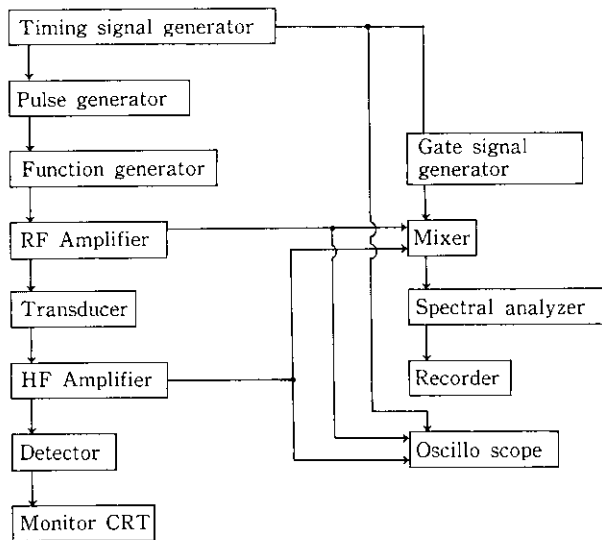 Timing signal generator
Pulse generator
Function generator
Gate signal
generator
RF Amplifier
Mixer
Transducer
Spectral analyzer
HF Amplifier
Recorder
Detector
Oscillo scope
Monitor CRT